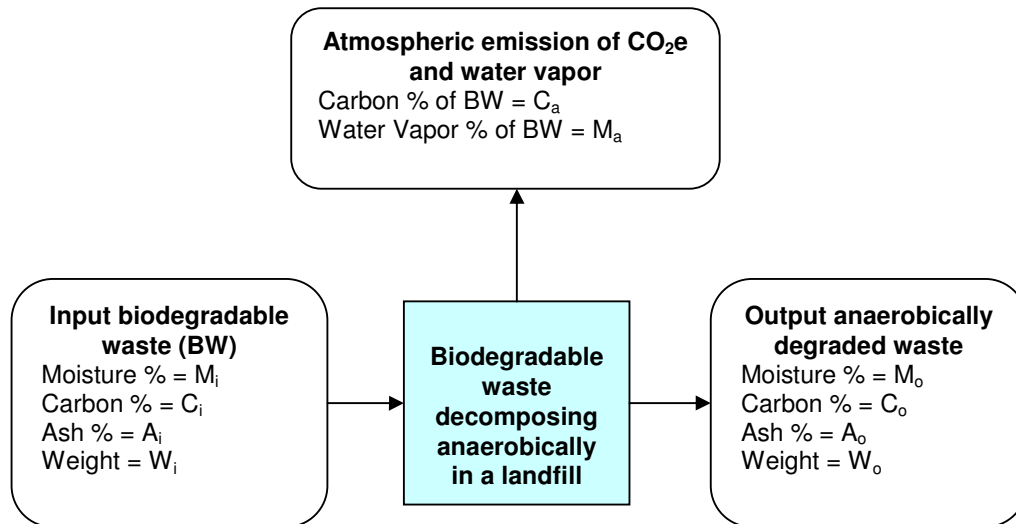 Atmospheric emission of CO₂e
and water vapor
Carbon % of BW = Cₐ
Water Vapor % of BW = Mₐ
Input biodegradable
waste (BW)
Moisture % = Mᵢ
Carbon % = Cᵢ
Ash % = Aᵢ
Weight = Wᵢ
Biodegradable
waste
decomposing
anaerobically
in a landfill
Output anaerobically
degraded waste
Moisture % = Mₒ
Carbon % = Cₒ
Ash % = Aₒ
Weight = Wₒ